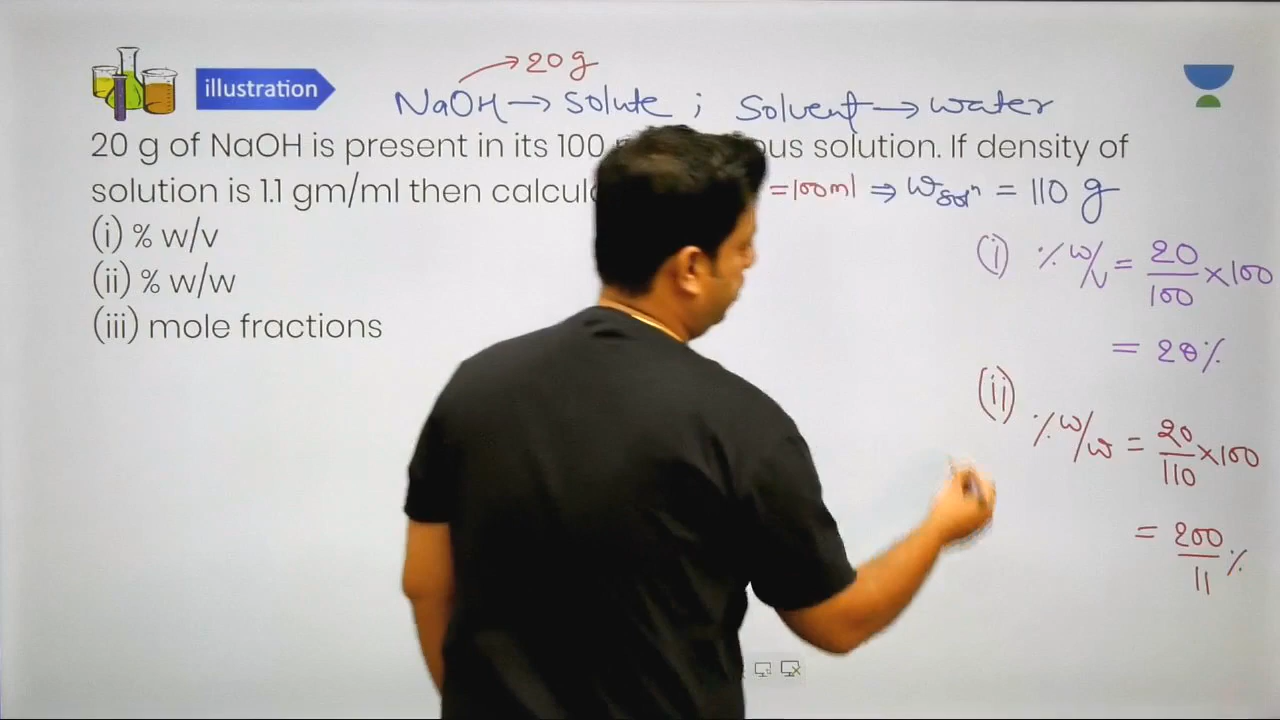 → 20 g
illustration
NaOH → solute ; Solvent → water
20 g of NaOH is present in its 100 ous solution. If density of
solution is 1.1 gm/ml then calcul = 100ml ⇒ Wsolⁿ = 110 g
(i) % w/v
(ii) % w/w
(iii) mole fractions
(i) % w/v = 20/100 × 100
= 20%
(ii) % w/w = 20/110 × 100
= 200/11 %